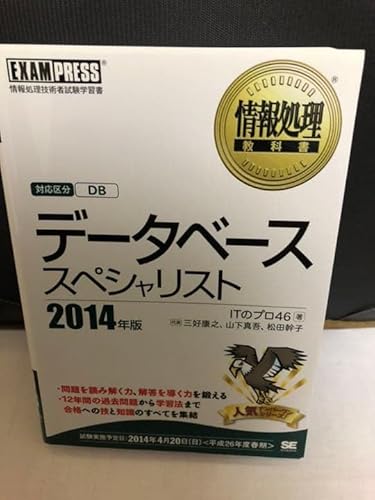 EXAMPRESS®
情報処理技術者試験学習書
情報処理
教科書
®
対応区分 DB
データベース
スペシャリスト
2014年版
ITのプロ46 著
代表 三好康之、山下真吾、松田幹子
・問題を読み解く力、解答を導く力を鍛える
・12年間の過去問題から学習法まで
合格への技と知識のすべてを集結
人気
試験実施予定日:2014年4月20日(日)<平成26年度春期>
SE
SHOEISHA